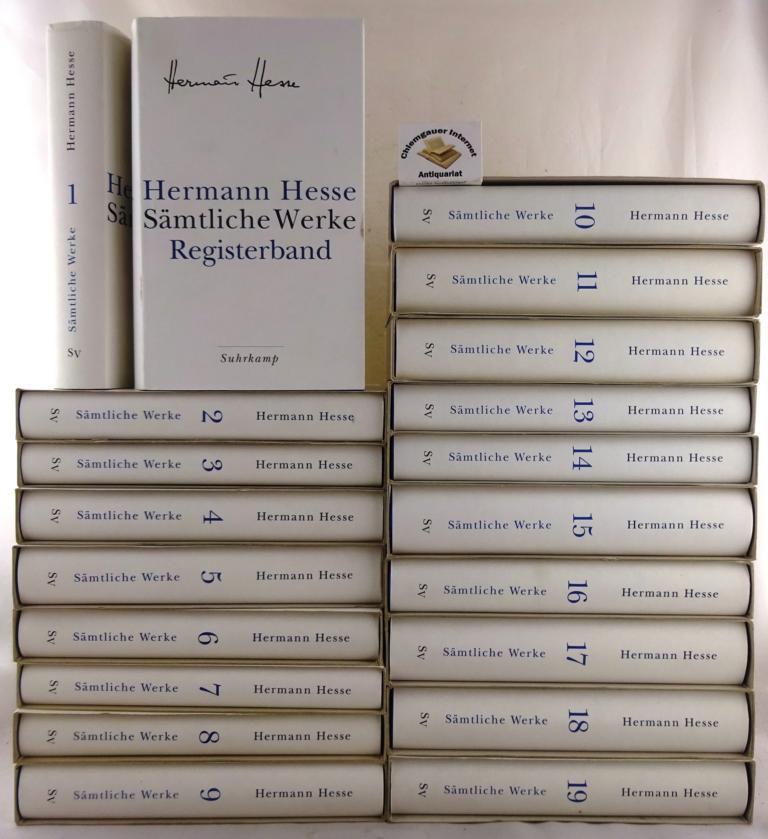 Sämtliche Werke 1 Hermann Hesse
SV
Hermann Hesse
Hermann Hesse
Sämtliche Werke
Registerband
Suhrkamp
Chiemgauer Internet
Antiquariat
SV Sämtliche Werke 2 Hermann Hesse
SV Sämtliche Werke 3 Hermann Hesse
SV Sämtliche Werke 4 Hermann Hesse
SV Sämtliche Werke 5 Hermann Hesse
SV Sämtliche Werke 6 Hermann Hesse
SV Sämtliche Werke 7 Hermann Hesse
SV Sämtliche Werke 8 Hermann Hesse
SV Sämtliche Werke 9 Hermann Hesse
SV Sämtliche Werke 10 Hermann Hesse
SV Sämtliche Werke 11 Hermann Hesse
SV Sämtliche Werke 12 Hermann Hesse
SV Sämtliche Werke 13 Hermann Hesse
SV Sämtliche Werke 14 Hermann Hesse
SV Sämtliche Werke 15 Hermann Hesse
SV Sämtliche Werke 16 Hermann Hesse
SV Sämtliche Werke 17 Hermann Hesse
SV Sämtliche Werke 18 Hermann Hesse
SV Sämtliche Werke 19 Hermann Hesse